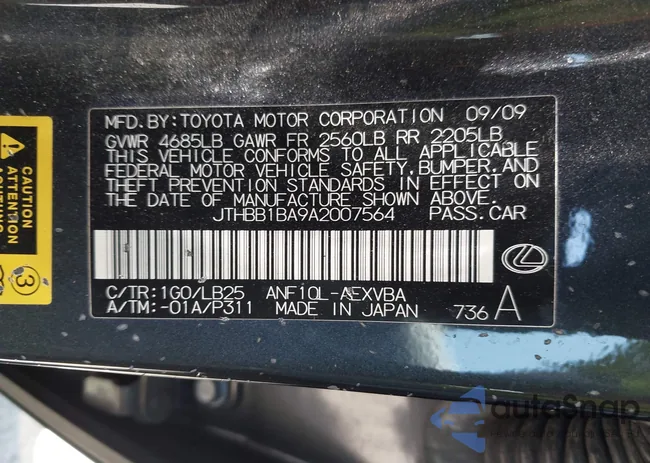 MFD.BY:TOYOTA MOTOR CORPORATION 09/09
GVWR 4685LB GAWR FR 2560LB RR 2205LB
THIS VEHICLE CONFORMS TO ALL APPLICABLE
FEDERAL MOTOR VEHICLE SAFETY, BUMPER, AND
THEFT PREVENTION STANDARDS IN EFFECT ON
THE DATE OF MANUFACTURE SHOWN ABOVE.
JTHBB1BA9A2007564 PASS.CAR
C/TR:1G0/LB25 ANF10L-AEXVBA
A/TM:-01A/P311 MADE IN JAPAN 736 A
CAUTION
ATTENTION
3
autoSnap